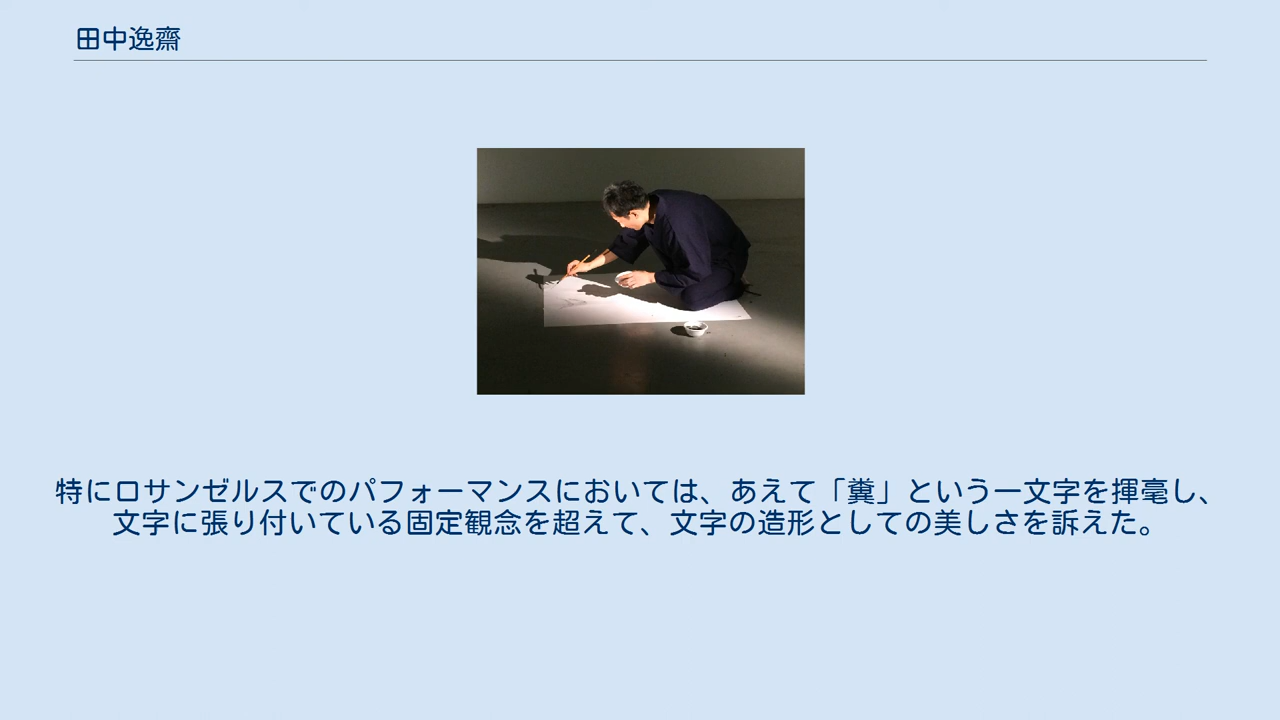 田中逸齋
特にロサンゼルスでのパフォーマンスにおいては、あえて「糞」という一文字を揮毫し、
文字に張り付いている固定観念を超えて、文字の造形としての美しさを訴えた。